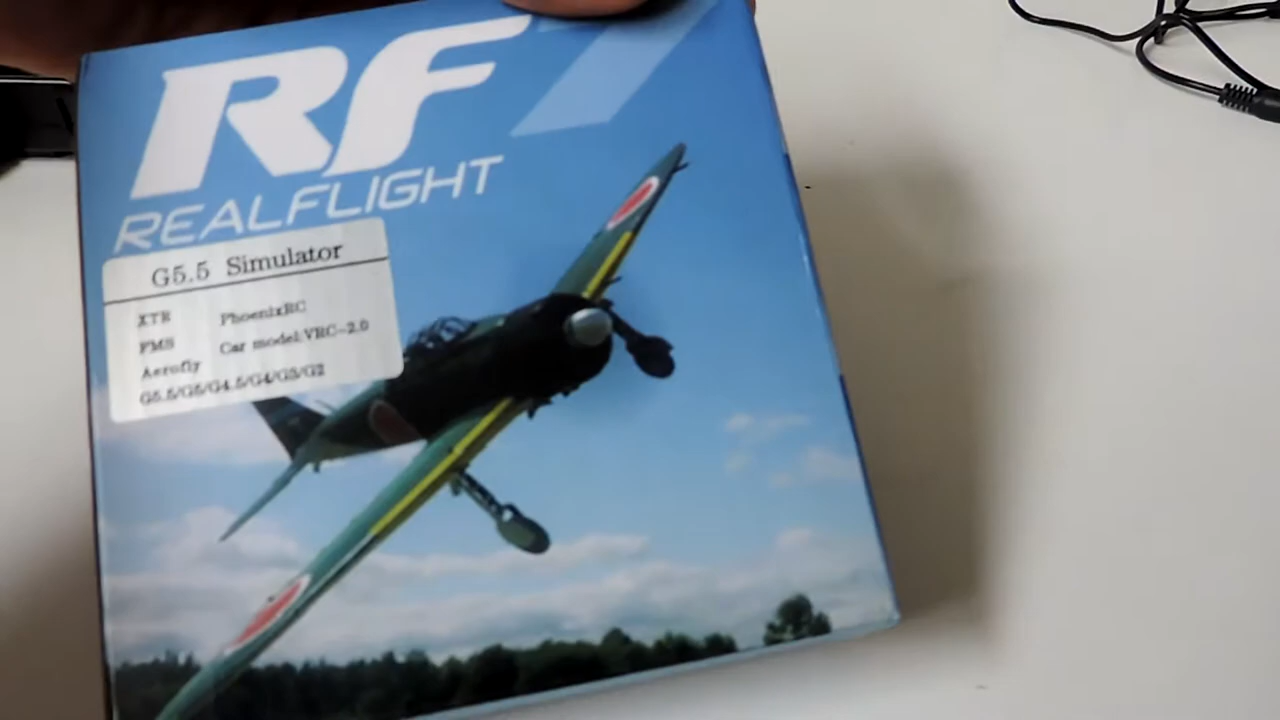 RF7
REALFLIGHT
G5.5 Simulator
XTR PhoenixRC
FMS Car model:VRC-2.0
Aerofly
G5.5/G5/G4.5/G4/G3/G2